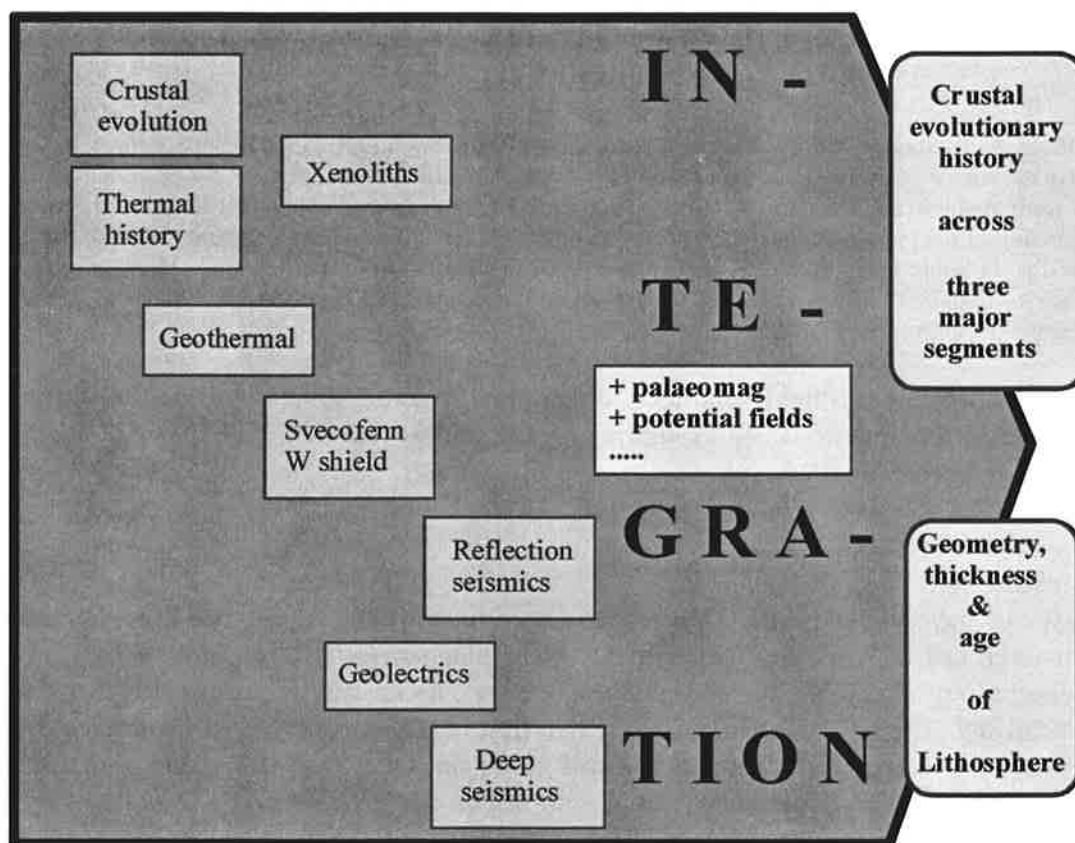 Crustal
evolution
Thermal
history
Xenoliths
Geothermal
Svecofenn
W shield
Reflection
seismics
Geolectrics
Deep
seismics
IN -
TE -
+ palaeomag
+ potential fields
.....
GRA -
TION
Crustal
evolutionary
history
across
three
major
segments
Geometry,
thickness
&
age
of
Lithosphere